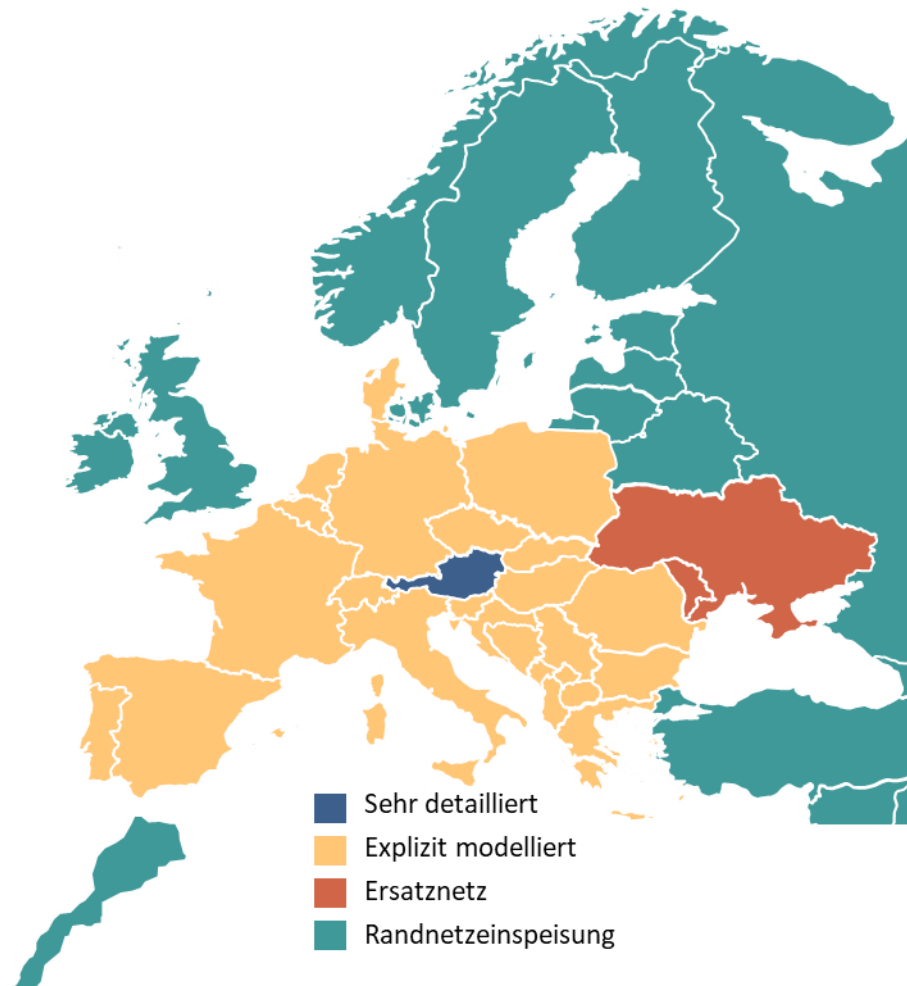 Sehr detailliert
Explizit modelliert
Ersatznetz
Randnetzeinspeisung